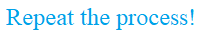 Repeat the process!